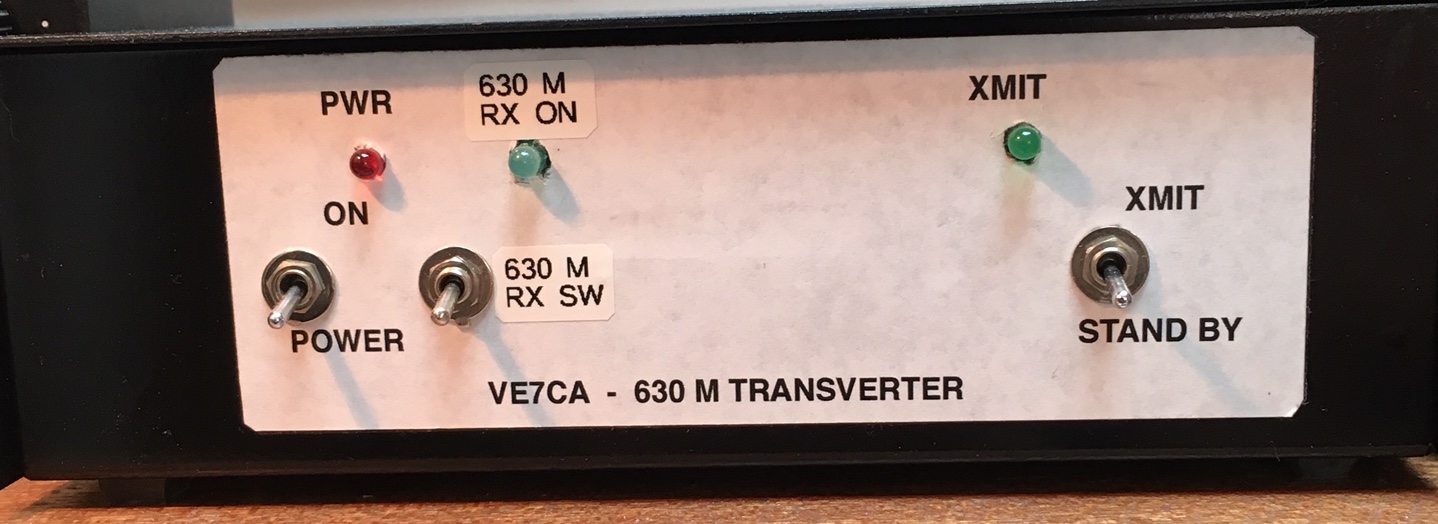 PWR
630 M
RX ON
XMIT
ON
XMIT
630 M
RX SW
POWER
STAND BY
VE7CA - 630 M TRANSVERTER